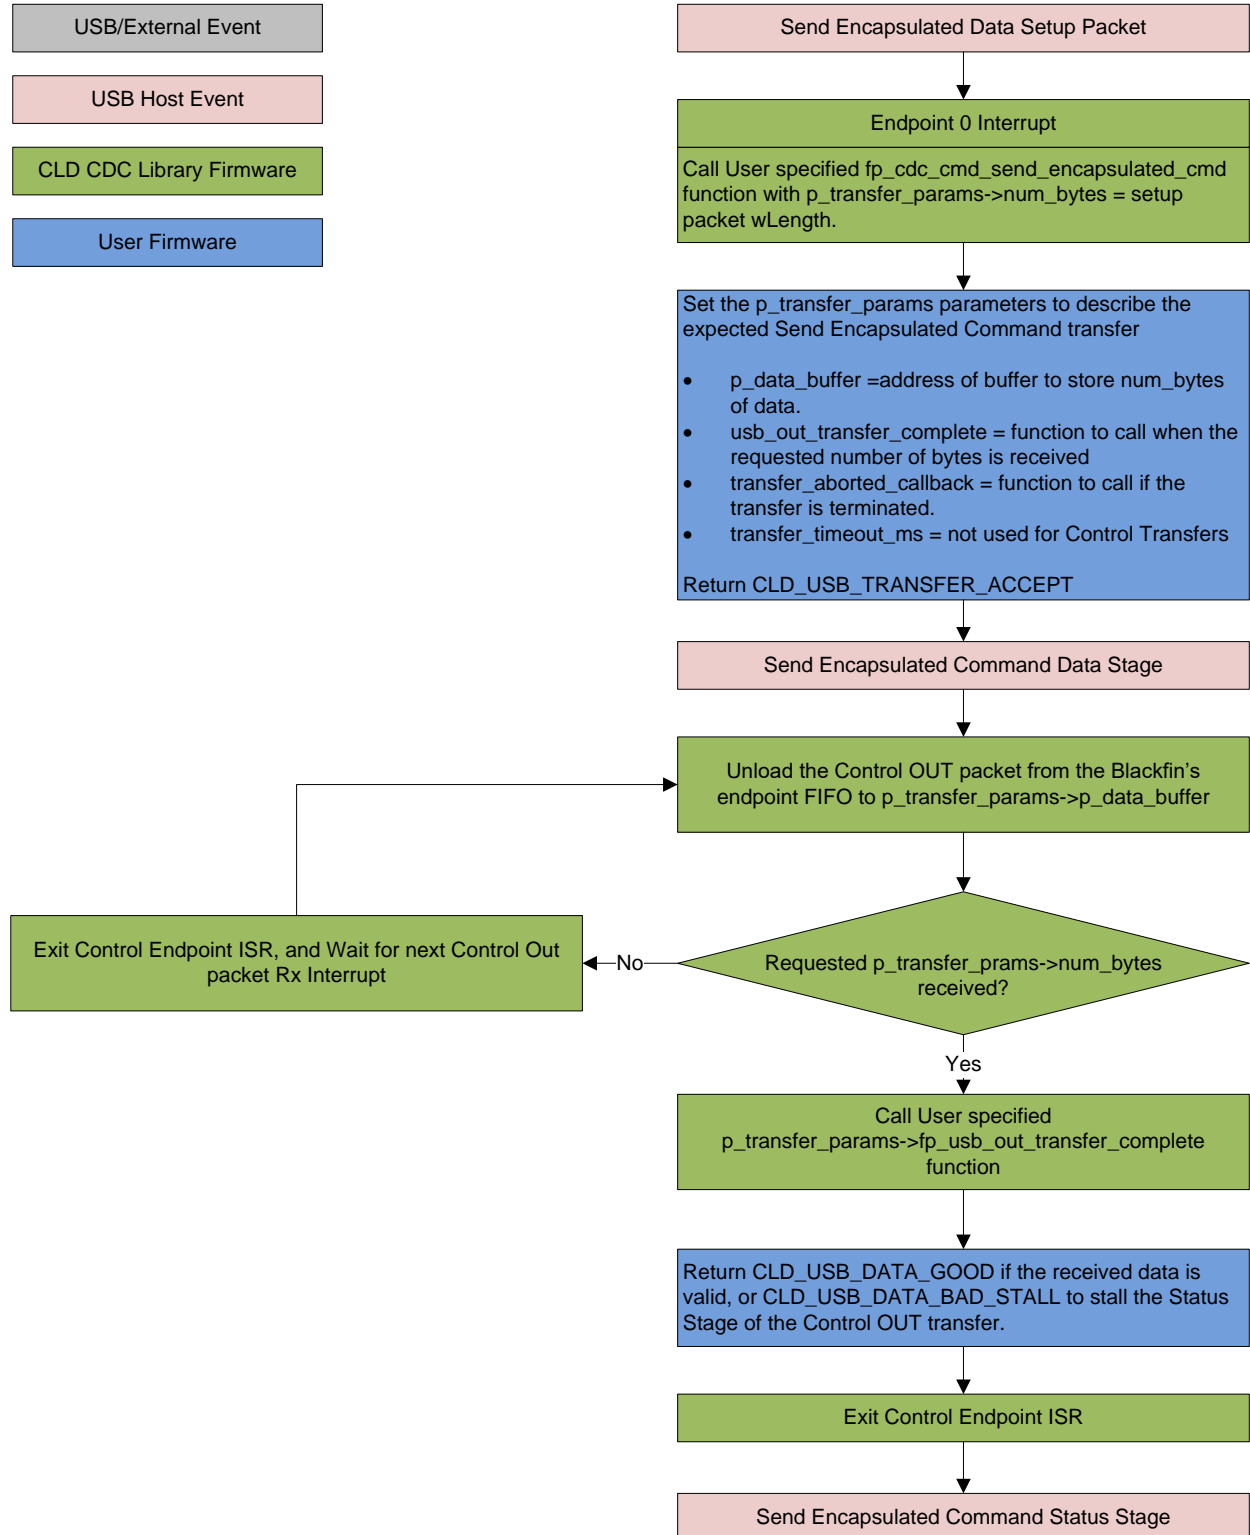 USB/External Event
USB Host Event
CLD CDC Library Firmware
User Firmware
Send Encapsulated Data Setup Packet
Endpoint 0 Interrupt
Call User specified fp_cdc_cmd_send_encapsulated_cmd
function with p_transfer_params->num_bytes = setup
packet wLength.
Set the p_transfer_params parameters to describe the
expected Send Encapsulated Command transfer
• p_data_buffer =address of buffer to store num_bytes
of data.
• usb_out_transfer_complete = function to call when the
requested number of bytes is received
• transfer_aborted_callback = function to call if the
transfer is terminated.
• transfer_timeout_ms = not used for Control Transfers
Return CLD_USB_TRANSFER_ACCEPT
Send Encapsulated Command Data Stage
Unload the Control OUT packet from the Blackfin's
endpoint FIFO to p_transfer_params->p_data_buffer
Exit Control Endpoint ISR, and Wait for next Control Out
packet Rx Interrupt
No
Requested p_transfer_prams->num_bytes
received?
Yes
Call User specified
p_transfer_params->fp_usb_out_transfer_complete
function
Return CLD_USB_DATA_GOOD if the received data is
valid, or CLD_USB_DATA_BAD_STALL to stall the Status
Stage of the Control OUT transfer.
Exit Control Endpoint ISR
Send Encapsulated Command Status Stage